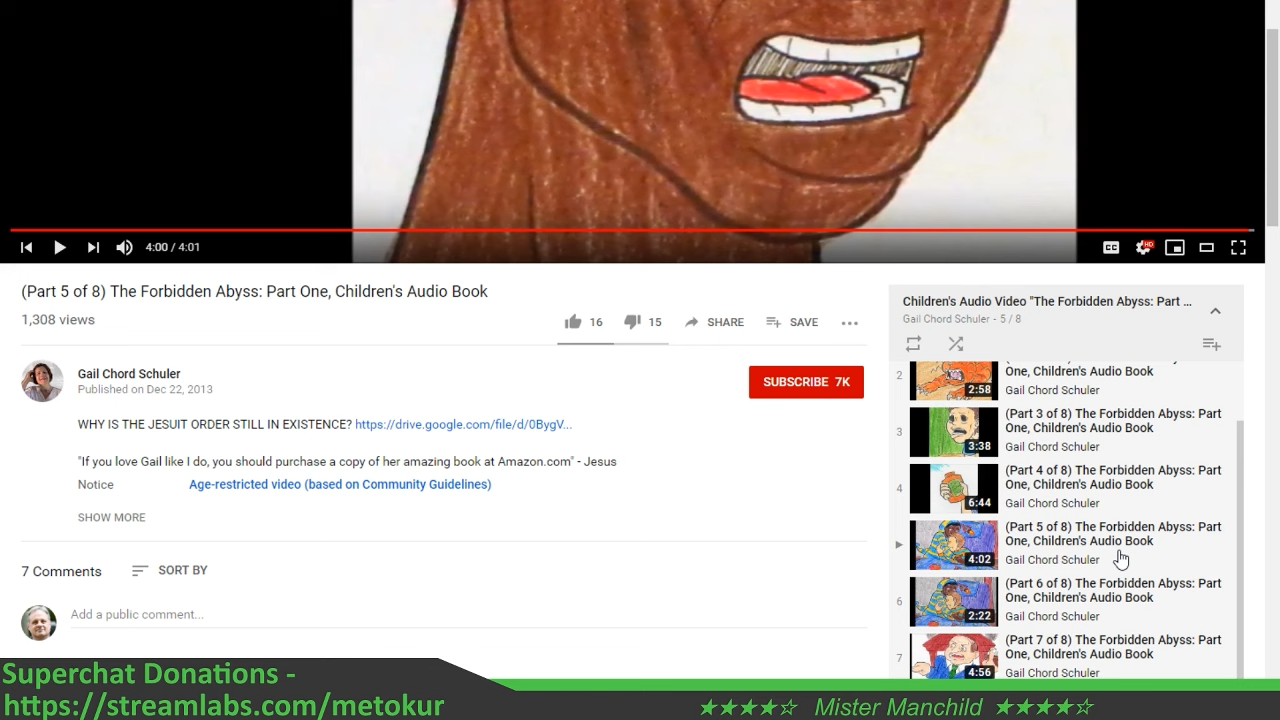 4:00 / 4:01
CC
HD
(Part 5 of 8) The Forbidden Abyss: Part One, Children's Audio Book
1,308 views
16
15
SHARE
SAVE
Gail Chord Schuler
Published on Dec 22, 2013
SUBSCRIBE 7K
WHY IS THE JESUIT ORDER STILL IN EXISTENCE? https://drive.google.com/file/d/0BygV...
"If you love Gail like I do, you should purchase a copy of her amazing book at Amazon.com" - Jesus
Notice
Age-restricted video (based on Community Guidelines)
SHOW MORE
7 Comments
SORT BY
Add a public comment...
Children's Audio Video "The Forbidden Abyss: Part ...
Gail Chord Schuler - 5 / 8
2
2:58
One, Children's Audio Book
Gail Chord Schuler
3
3:38
(Part 3 of 8) The Forbidden Abyss: Part
One, Children's Audio Book
Gail Chord Schuler
4
6:44
(Part 4 of 8) The Forbidden Abyss: Part
One, Children's Audio Book
Gail Chord Schuler
4:02
(Part 5 of 8) The Forbidden Abyss: Part
One, Children's Audio Book
Gail Chord Schuler
6
2:22
(Part 6 of 8) The Forbidden Abyss: Part
One, Children's Audio Book
Gail Chord Schuler
7
4:56
(Part 7 of 8) The Forbidden Abyss: Part
One, Children's Audio Book
Gail Chord Schuler
Superchat Donations -
https://streamlabs.com/metokur
★★★★☆ Mister Manchild ★★★★☆